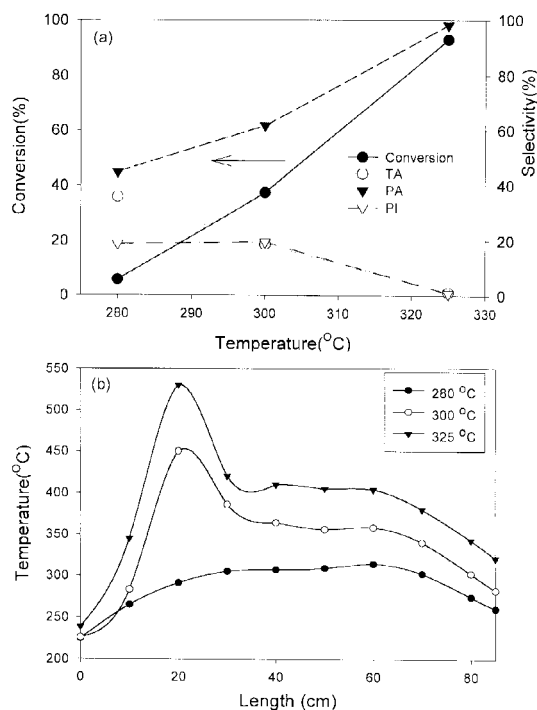 (a)
100
80
60
40
20
0
Conversion(%)
100
80
60
40
20
0
Selectivity(%)
Conversion
TA
PA
PI
280
290
300
310
320
330
Temperature(°C)
(b)
550
500
450
400
350
300
250
200
Temperature(°C)
280 °C
300 °C
325 °C
0
20
40
60
80
Length (cm)